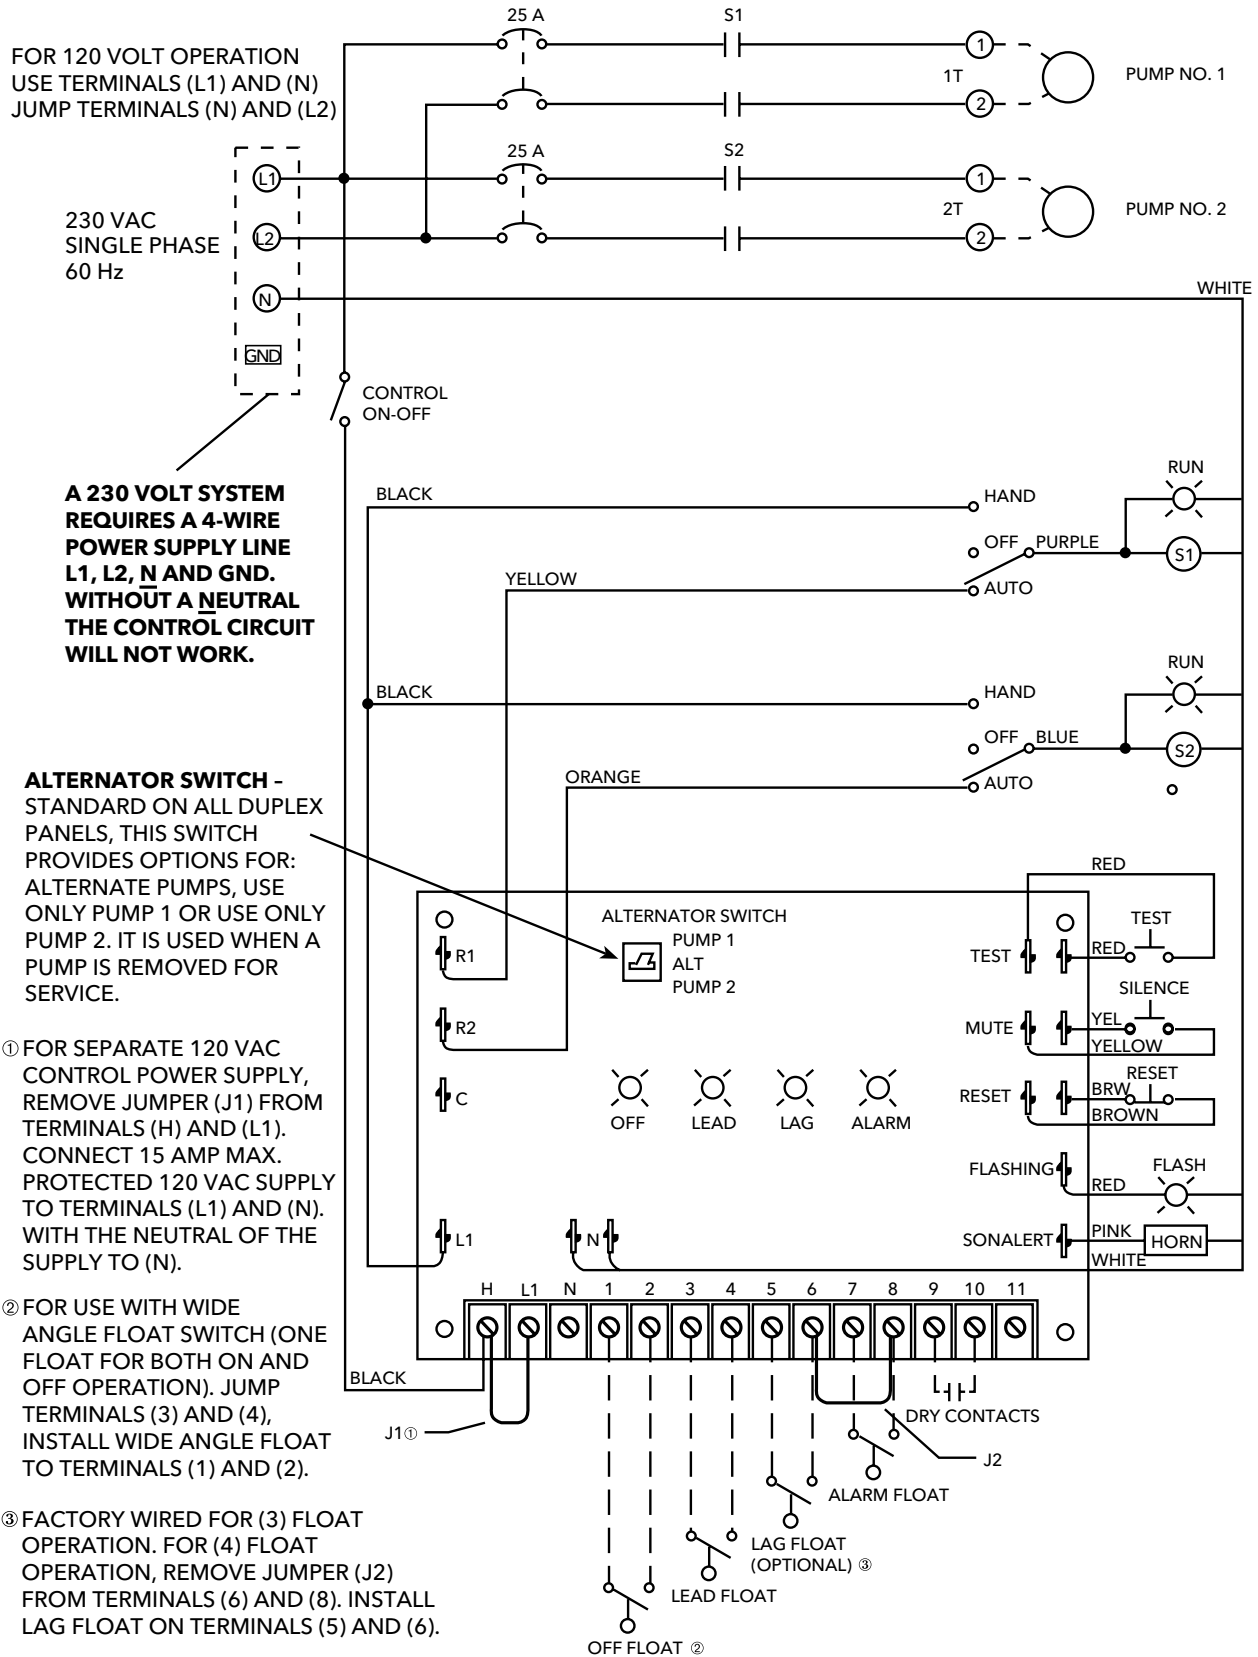 25 A
S1
FOR 120 VOLT OPERATION
USE TERMINALS (L1) AND (N)
JUMP TERMINALS (N) AND (L2)
1
1T
2
PUMP NO. 1
25 A
S2
L1
1
230 VAC
SINGLE PHASE
60 Hz
L2
2T
2
PUMP NO. 2
N
WHITE
GND
CONTROL
ON-OFF
A 230 VOLT SYSTEM
REQUIRES A 4-WIRE
POWER SUPPLY LINE
L1, L2, N AND GND.
WITHOUT A NEUTRAL
THE CONTROL CIRCUIT
WILL NOT WORK.
BLACK
HAND
RUN
OFF
PURPLE
S1
YELLOW
AUTO
BLACK
HAND
RUN
OFF
BLUE
S2
ORANGE
AUTO
ALTERNATOR SWITCH –
STANDARD ON ALL DUPLEX
PANELS, THIS SWITCH
PROVIDES OPTIONS FOR:
ALTERNATE PUMPS, USE
ONLY PUMP 1 OR USE ONLY
PUMP 2. IT IS USED WHEN A
PUMP IS REMOVED FOR
SERVICE.
RED
ALTERNATOR SWITCH
PUMP 1
ALT
PUMP 2
R1
TEST
RED
TEST
SILENCE
R2
MUTE
YEL
YELLOW
C
RESET
BRW
RESET
BROWN
OFF
LEAD
LAG
ALARM
FLASHING
RED
FLASH
L1
N
SONALERT
PINK
HORN
WHITE
① FOR SEPARATE 120 VAC
CONTROL POWER SUPPLY,
REMOVE JUMPER (J1) FROM
TERMINALS (H) AND (L1).
CONNECT 15 AMP MAX.
PROTECTED 120 VAC SUPPLY
TO TERMINALS (L1) AND (N).
WITH THE NEUTRAL OF THE
SUPPLY TO (N).
H L1 N 1 2 3 4 5 6 7 8 9 10 11
② FOR USE WITH WIDE
ANGLE FLOAT SWITCH (ONE
FLOAT FOR BOTH ON AND
OFF OPERATION). JUMP
TERMINALS (3) AND (4),
INSTALL WIDE ANGLE FLOAT
TO TERMINALS (1) AND (2).
BLACK
J1①
DRY CONTACTS
J2
ALARM FLOAT
LAG FLOAT
(OPTIONAL) ③
LEAD FLOAT
OFF FLOAT ②
③ FACTORY WIRED FOR (3) FLOAT
OPERATION. FOR (4) FLOAT
OPERATION, REMOVE JUMPER (J2)
FROM TERMINALS (6) AND (8). INSTALL
LAG FLOAT ON TERMINALS (5) AND (6).